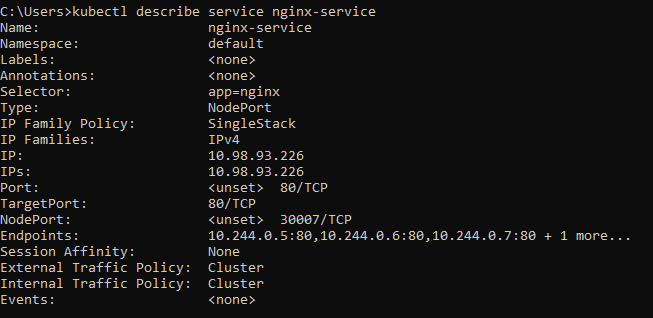 C:\Users>kubectl describe service nginx-service
Name:                     nginx-service
Namespace:                default
Labels:                   <none>
Annotations:              <none>
Selector:                 app=nginx
Type:                     NodePort
IP Family Policy:         SingleStack
IP Families:              IPv4
IP:                       10.98.93.226
IPs:                      10.98.93.226
Port:                     <unset>  80/TCP
TargetPort:               80/TCP
NodePort:                 <unset>  30007/TCP
Endpoints:                10.244.0.5:80,10.244.0.6:80,10.244.0.7:80 + 1 more...
Session Affinity:         None
External Traffic Policy:  Cluster
Internal Traffic Policy:  Cluster
Events:                   <none>